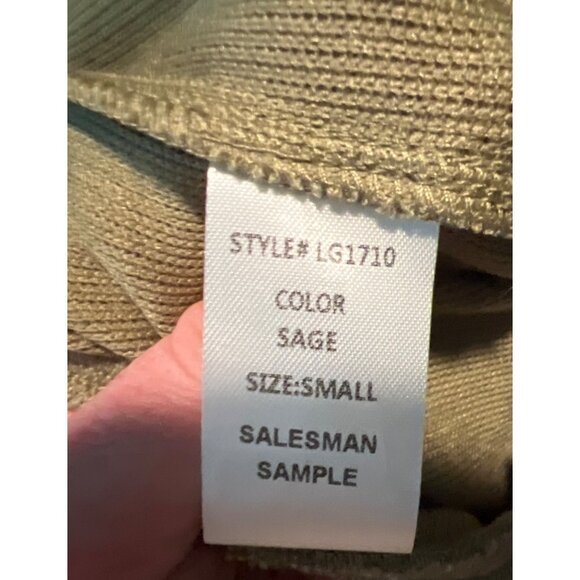 STYLE# LG1710
COLOR
SAGE
SIZE:SMALL
SALESMAN
SAMPLE